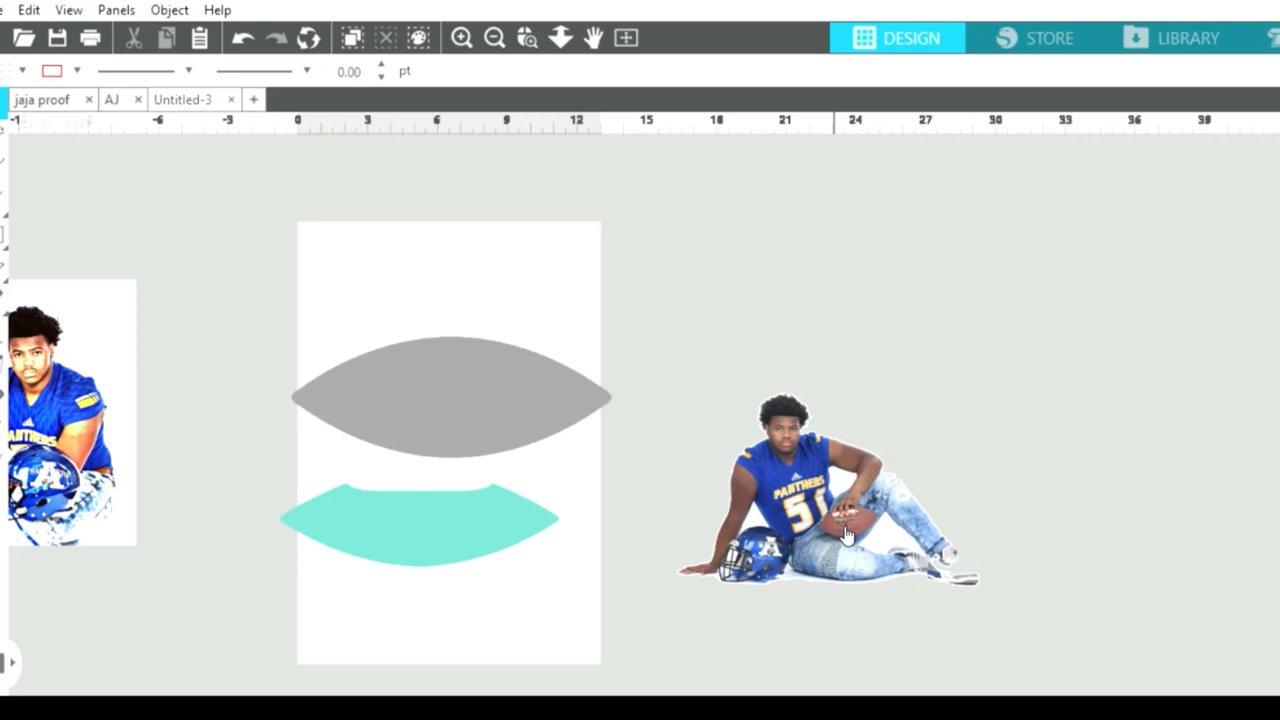 Edit View Panels Object Help
DESIGN STORE LIBRARY
0.00 pt
jaja proof × AJ × Untitled-3 × +
-6 -3 0 3 6 9 12 15 18 21 24 27 30 33 36 39
PANTHERS
PANTHERS